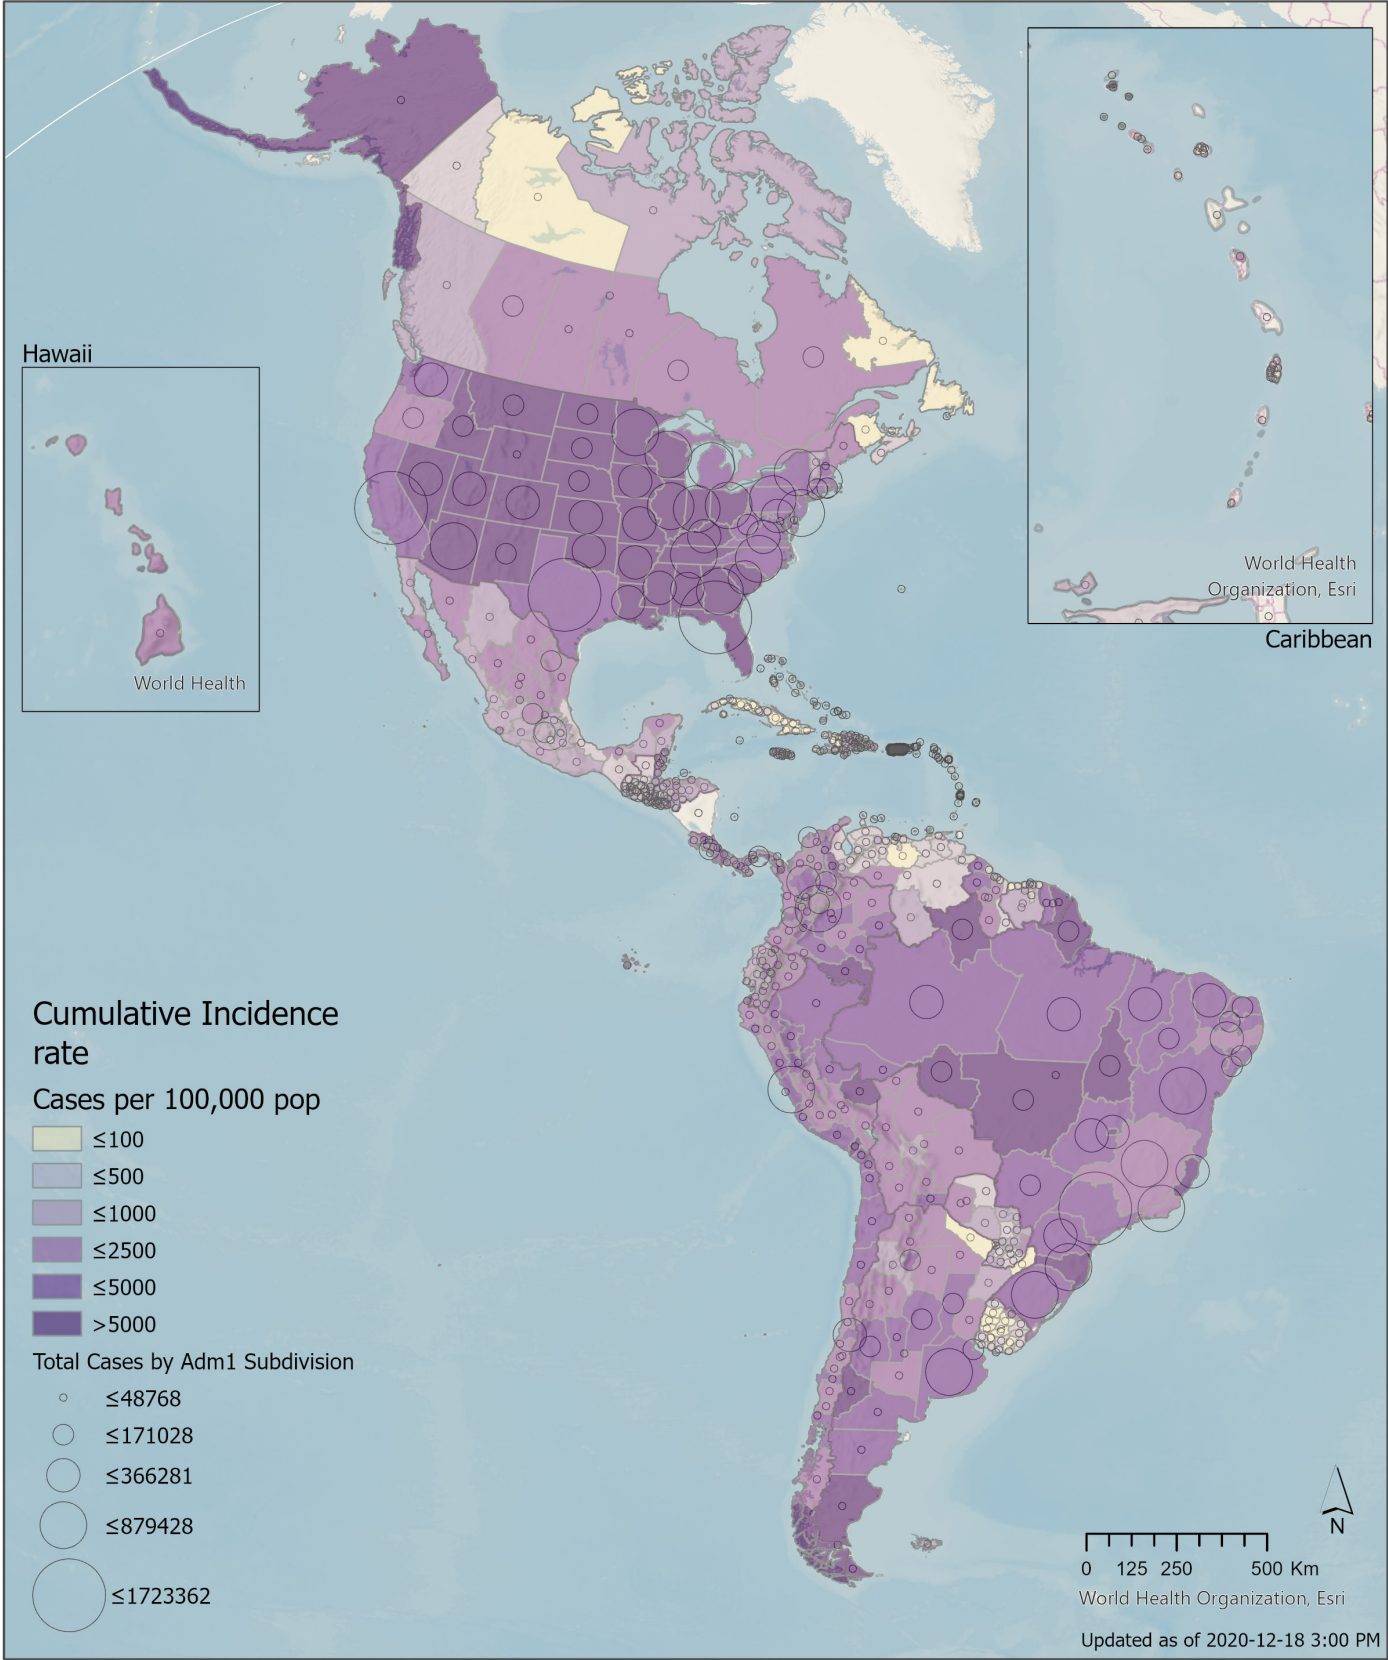 Hawaii
World Health
World Health
Organization, Esri
Caribbean
Cumulative Incidence
rate
Cases per 100,000 pop
≤100
≤500
≤1000
≤2500
≤5000
>5000
Total Cases by Adm1 Subdivision
≤48768
≤171028
≤366281
≤879428
≤1723362
N
0 125 250 500 Km
World Health Organization, Esri
Updated as of 2020-12-18 3:00 PM